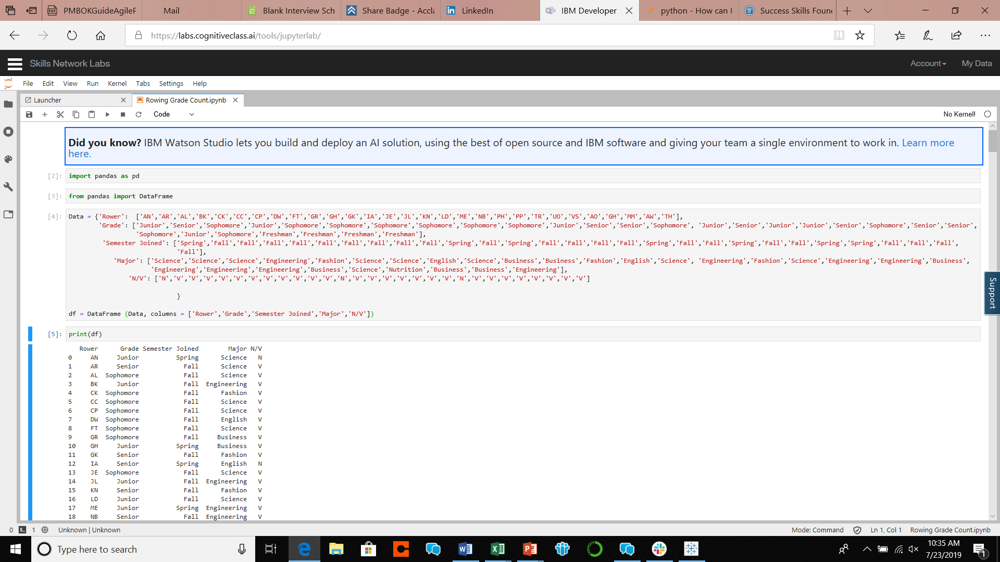 PMBOKGuideAgileF
Mail
Blank Interview Sch
Share Badge - Accla
LinkedIn
IBM Developer
python - How can I
Success Skills Foun
https://labs.cognitiveclass.ai/tools/jupyterlab/
Skills Network Labs
Account
My Data
File Edit View Run Kernel Tabs Settings Help
Launcher
Rowing Grade Count.ipynb
Code
No Kernel!
Did you know? IBM Watson Studio lets you build and deploy an AI solution, using the best of open source and IBM software and giving your team a single environment to work in. Learn more
here.
[2]: import pandas as pd
[3]: from pandas import DataFrame
[4]: Data = {'Rower':  ['AN','AR','AL','BK','CK','CC','CP','DW','FT','GR','GH','GK','IA','JE','JL','KN','LD','ME','NB','PH','PP','TR','UO','VS','AO','GH','MM','AW','TH'],
'Grade': ['Junior','Senior','Sophomore','Junior','Sophomore','Sophomore','Sophomore','Sophomore','Sophomore','Sophomore','Junior','Senior','Senior','Sophomore', 'Junior','Senior','Junior','Junior','Senior','Sophomore','Senior','Senior',
'Sophomore','Junior','Sophomore','Freshman','Freshman','Freshman','Freshman'],
'Semester Joined': ['Spring','Fall','Fall','Fall','Fall','Fall','Fall','Fall','Fall','Fall','Spring','Fall','Spring','Fall','Fall','Fall','Fall','Spring','Fall','Fall','Spring','Fall','Fall','Spring','Spring','Fall','Fall','Fall',
'Fall'],
'Major': ['Science','Science','Science','Engineering','Fashion','Science','Science','English','Science','Business','Business','Fashion','English','Science', 'Engineering','Fashion','Science','Engineering','Engineering','Business',
'Engineering','Engineering','Engineering','Business','Science','Nutrition','Business','Business','Engineering'],
'N/V': ['N','V','V','V','V','V','V','V','V','V','V','V','N','V','V','V','V','V','V','V','N','V','V','V','V','V','V','V','V']
}
df = DataFrame (Data, columns = ['Rower','Grade','Semester Joined','Major','N/V'])
[5]: print(df)
Rower Grade Semester Joined Major N/V
0 AN Junior Spring Science N
1 AR Senior Fall Science V
2 AL Sophomore Fall Science V
3 BK Junior Fall Engineering V
4 CK Sophomore Fall Fashion V
5 CC Sophomore Fall Science V
6 CP Sophomore Fall Science V
7 DW Sophomore Fall English V
8 FT Sophomore Fall Science V
9 GR Sophomore Fall Business V
10 GH Junior Spring Business V
11 GK Senior Fall Fashion V
12 IA Senior Spring English N
13 JE Sophomore Fall Science V
14 JL Junior Fall Engineering V
15 KN Senior Fall Fashion V
16 LD Junior Fall Science V
17 ME Junior Spring Engineering V
18 NB Senior Fall Engineering V
Support
0 1 Unknown | Unknown
Mode: Command
Ln 1, Col 1
Rowing Grade Count.ipynb
Type here to search
10:35 AM
7/23/2019
1